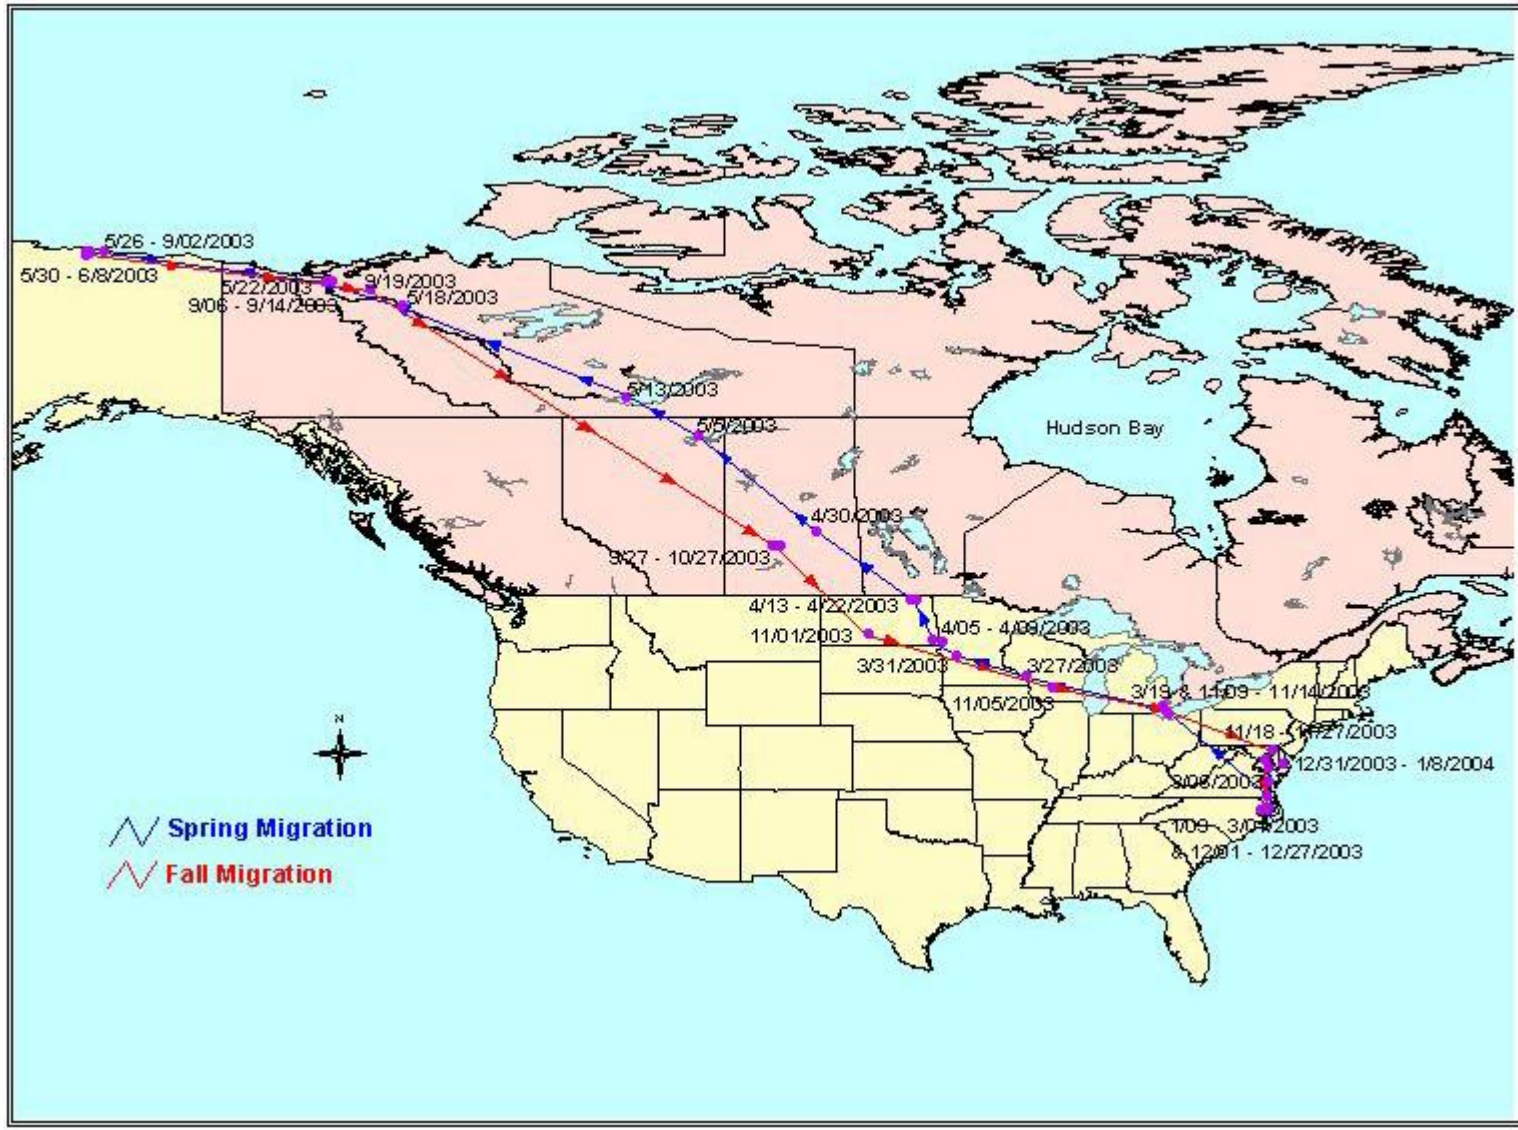 5/26 - 9/02/2003
5/30 - 6/8/2003
9/19/2003
5/22/2003
5/18/2003
9/06 - 9/14/2003
5/13/2003
5/5/2003
Hudson Bay
4/30/2003
9/27 - 10/27/2003
4/13 - 4/22/2003
4/05 - 4/09/2003
11/01/2003
3/31/2003
3/27/2003
3/19 & 11/09 - 11/14/2003
11/05/2003
N
11/18 - 11/27/2003
12/31/2003 - 1/8/2004
3/06/2003
1/09 - 3/01/2003
& 12/01 - 12/27/2003
Spring Migration
Fall Migration